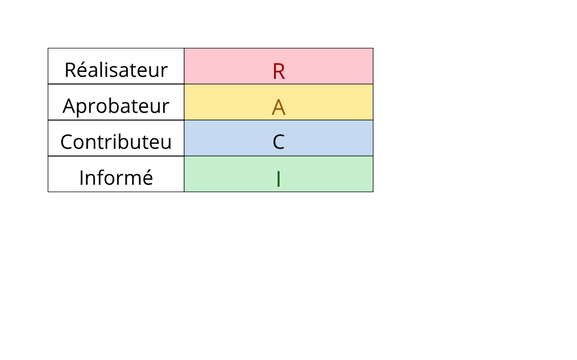 Réalisateur R
Aprobateur A
Contributeu C
Informé I